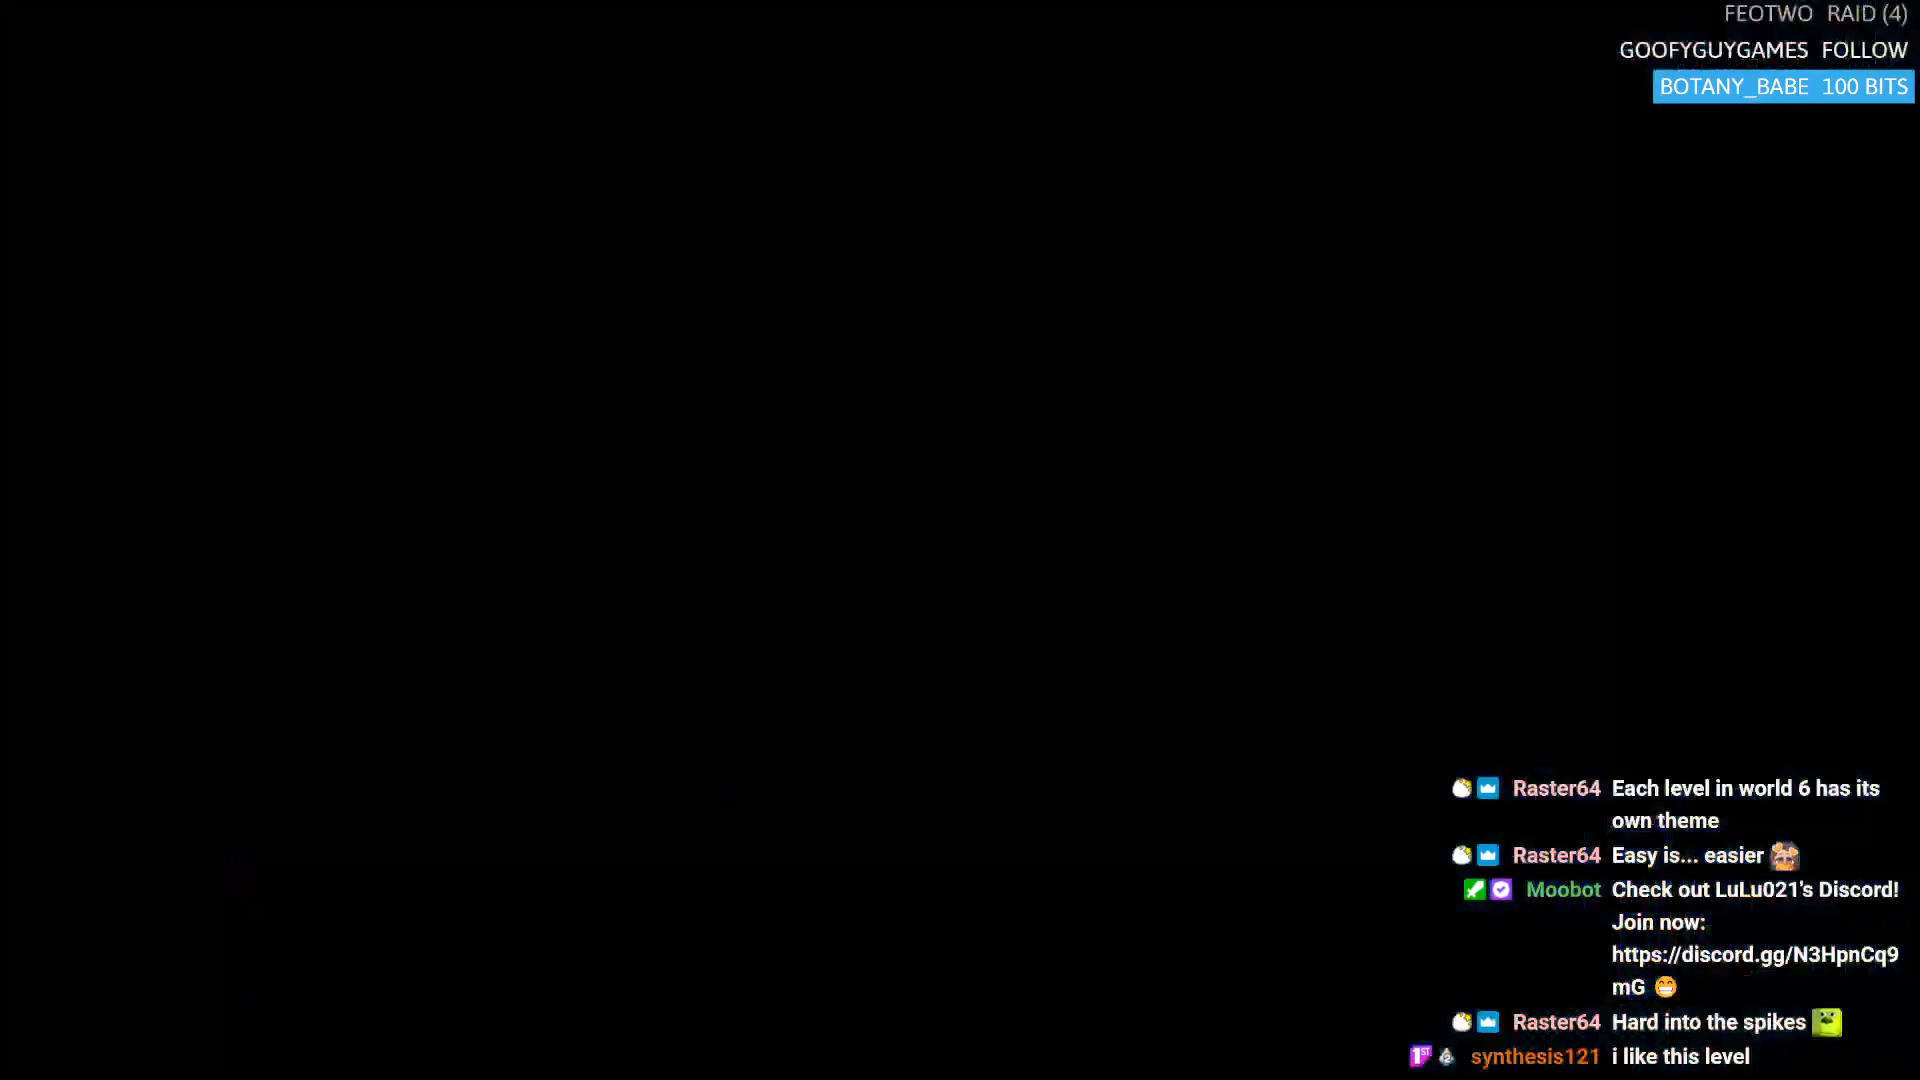 FEOTWO RAID (4)
GOOFYGUYGAMES FOLLOW
BOTANY_BABE 100 BITS
Raster64 Each level in world 6 has its
own theme
Raster64 Easy is... easier
Moobot Check out LuLu021's Discord!
Join now:
https://discord.gg/N3HpnCq9
mG
Raster64 Hard into the spikes
1ST 2 synthesis121 i like this level